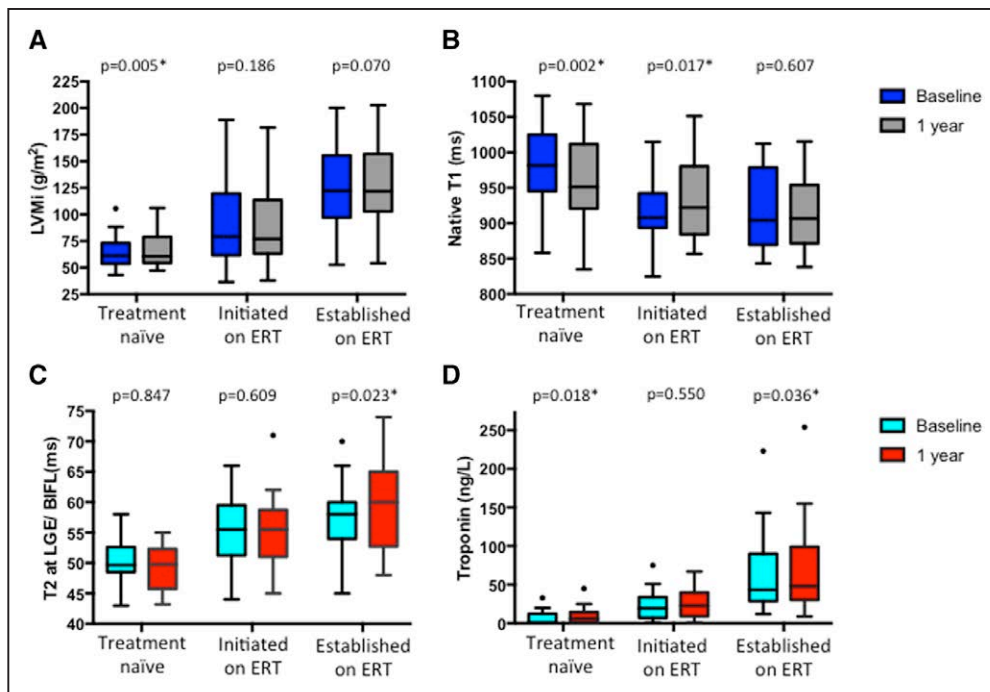 A
p=0.005* p=0.186 p=0.070
LVMi (g/m²)
225
200
175
150
125
100
75
50
25
Treatment naïve
Initiated on ERT
Established on ERT
B
p=0.002* p=0.017* p=0.607
Native T1 (ms)
1100
1050
1000
950
900
850
800
Treatment naïve
Initiated on ERT
Established on ERT
Baseline
1 year
C
p=0.847 p=0.609 p=0.023*
T2 at LGE/ BIFL(ms)
75
70
65
60
55
50
45
40
Treatment naïve
Initiated on ERT
Established on ERT
D
p=0.018* p=0.550 p=0.036*
Troponin (ng/L)
250
200
150
100
50
0
Treatment naïve
Initiated on ERT
Established on ERT
Baseline
1 year